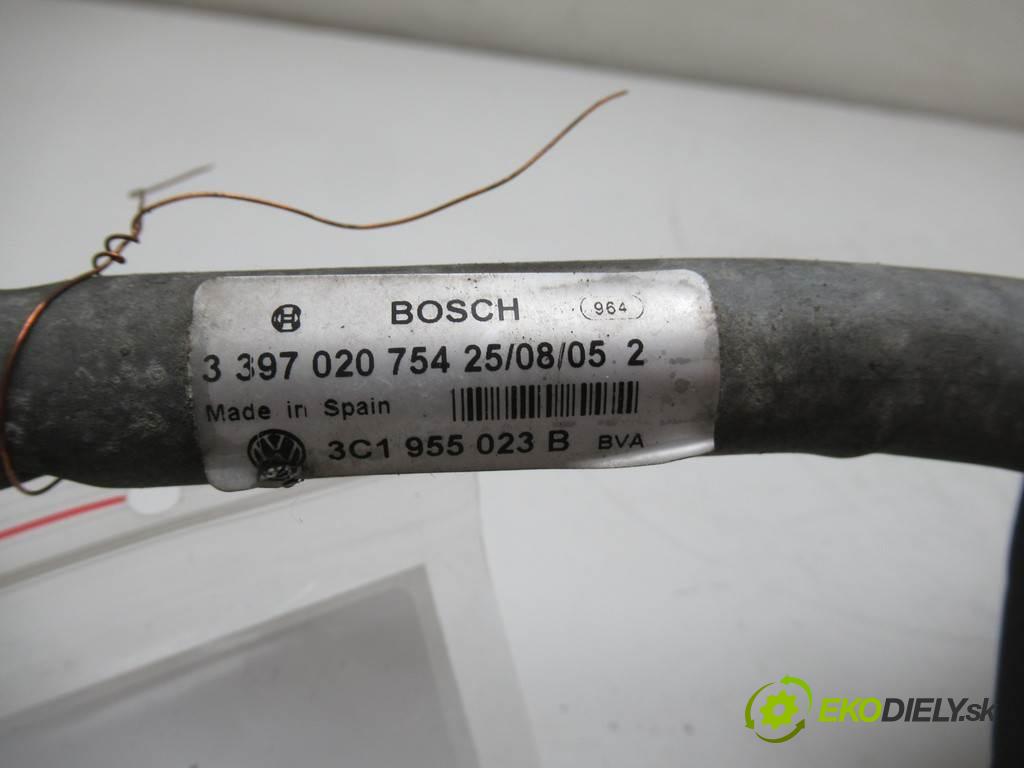 BOSCH 964
3 397 020 754 25/08/05 2
Made in Spain
3C1 955 023 B BVA
EKODIELY.sk